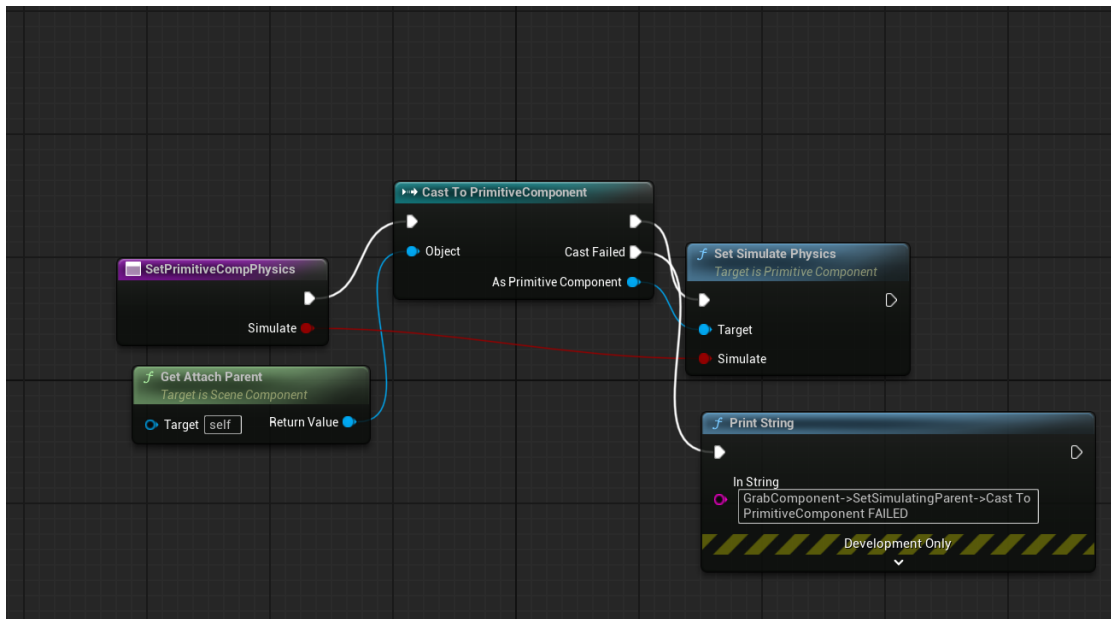 Cast To PrimitiveComponent
Object
Cast Failed
As Primitive Component
SetPrimitiveCompPhysics
Simulate
Get Attach Parent
Target is Scene Component
Target
self
Return Value
Set Simulate Physics
Target is Primitive Component
Target
Simulate
Print String
In String
GrabComponent->SetSimulatingParent->Cast To
PrimitiveComponent FAILED
Development Only